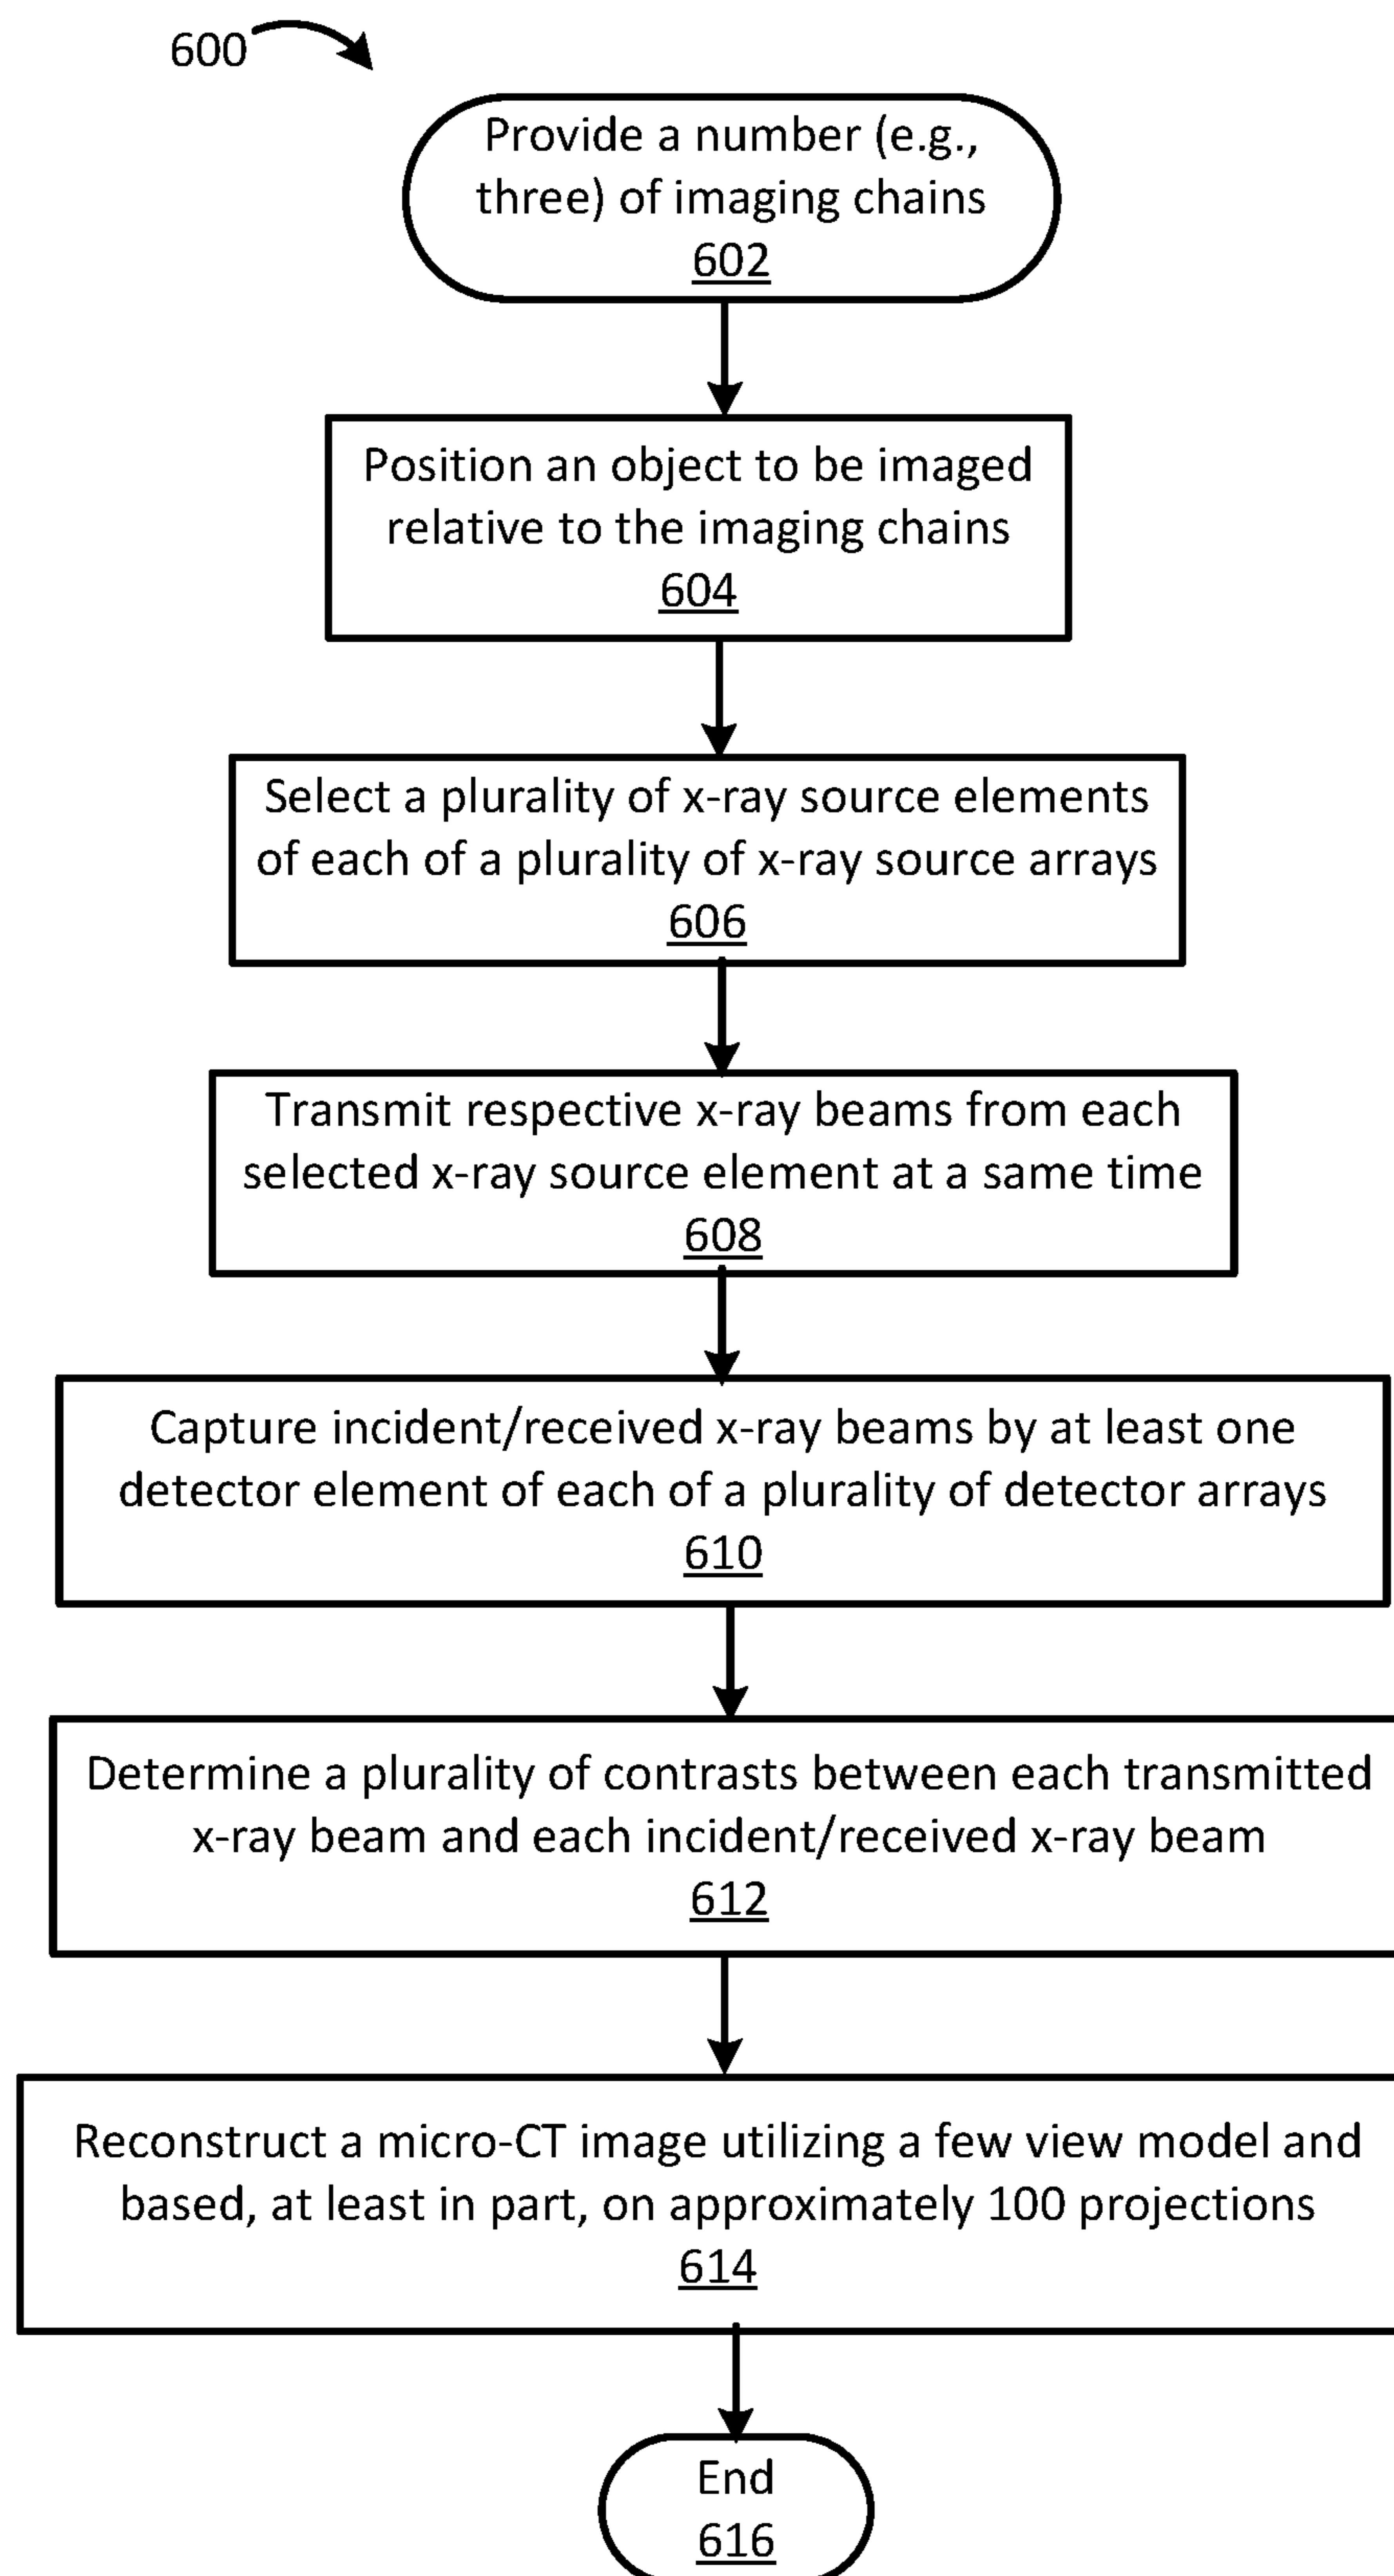 600
Provide a number (e.g.,
three) of imaging chains
602
Position an object to be imaged
relative to the imaging chains
604
Select a plurality of x-ray source elements
of each of a plurality of x-ray source arrays
606
Transmit respective x-ray beams from each
selected x-ray source element at a same time
608
Capture incident/received x-ray beams by at least one
detector element of each of a plurality of detector arrays
610
Determine a plurality of contrasts between each transmitted
x-ray beam and each incident/received x-ray beam
612
Reconstruct a micro-CT image utilizing a few view model and
based, at least in part, on approximately 100 projections
614
End
616